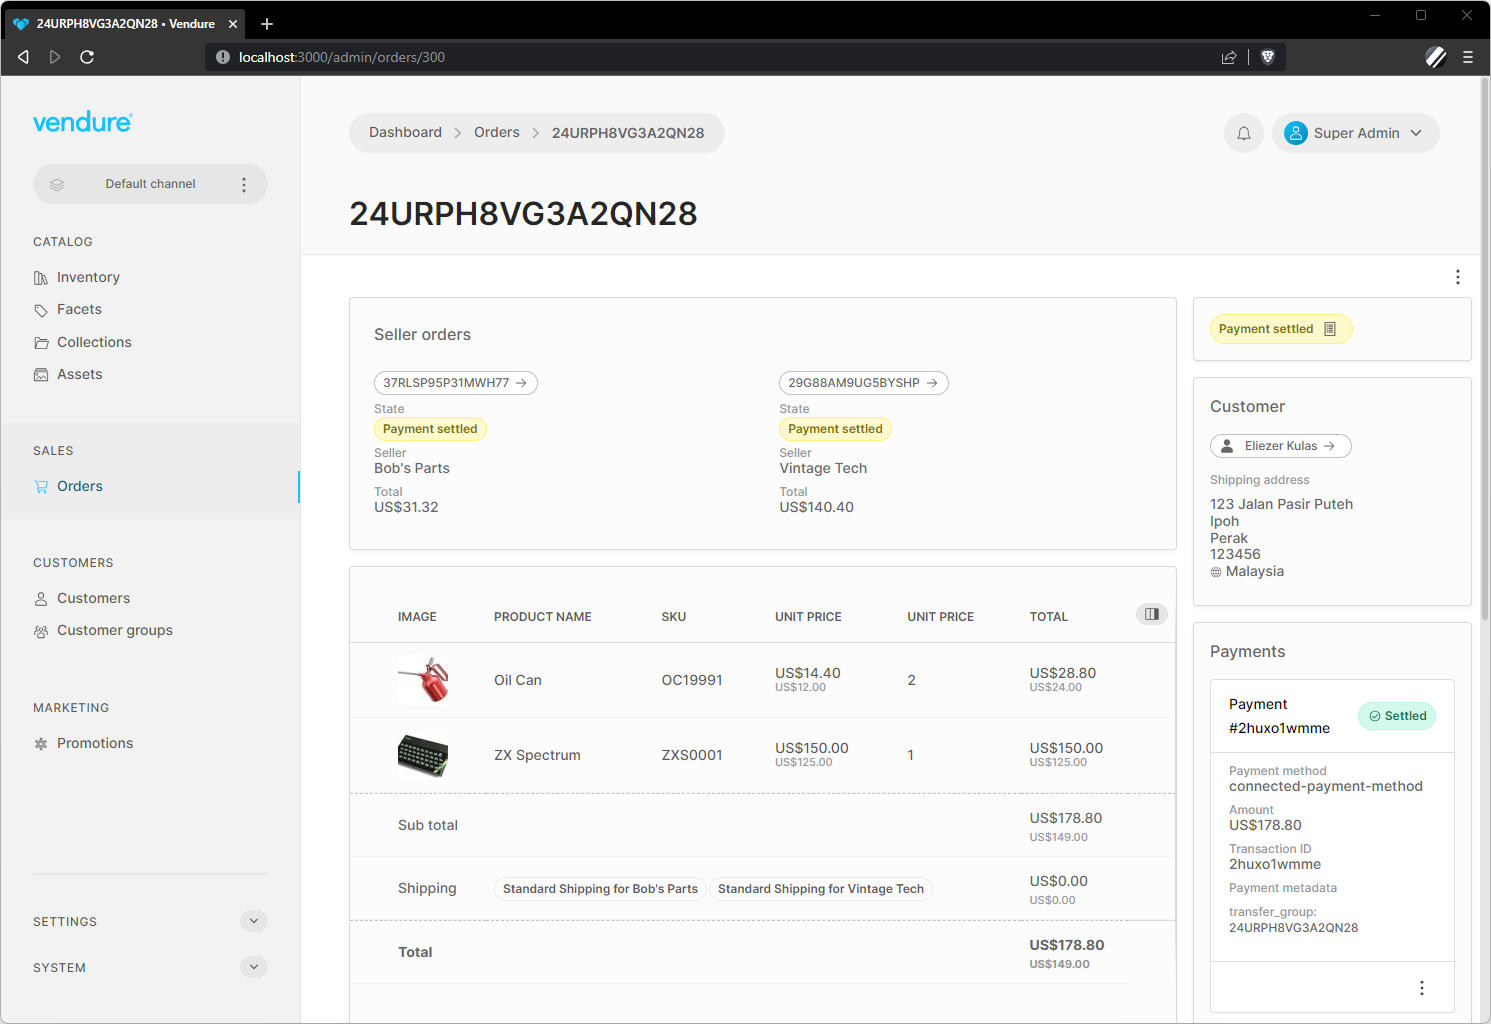 24URPH8VG3A2QN28 • Vendure
localhost:3000/admin/orders/300
vendure
Default channel
CATALOG
Inventory
Facets
Collections
Assets
SALES
Orders
CUSTOMERS
Customers
Customer groups
MARKETING
Promotions
SETTINGS
SYSTEM
Dashboard > Orders > 24URPH8VG3A2QN28
Super Admin
24URPH8VG3A2QN28
Seller orders
37RLSP95P31MWH77 →
State
Payment settled
Seller
Bob's Parts
Total
US$31.32
29G88AM9UG5BYSHP →
State
Payment settled
Seller
Vintage Tech
Total
US$140.40
IMAGE PRODUCT NAME SKU UNIT PRICE UNIT PRICE TOTAL
Oil Can OC19991 US$14.40 2 US$28.80
US$12.00 US$24.00
ZX Spectrum ZXS0001 US$150.00 1 US$150.00
US$125.00 US$125.00
Sub total US$178.80
US$149.00
Shipping Standard Shipping for Bob's Parts Standard Shipping for Vintage Tech US$0.00
US$0.00
Total US$178.80
US$149.00
Payment settled
Customer
Eliezer Kulas →
Shipping address
123 Jalan Pasir Puteh
Ipoh
Perak
123456
Malaysia
Payments
Payment
#2huxo1wmme
Settled
Payment method
connected-payment-method
Amount
US$178.80
Transaction ID
2huxo1wmme
Payment metadata
transfer_group:
24URPH8VG3A2QN28